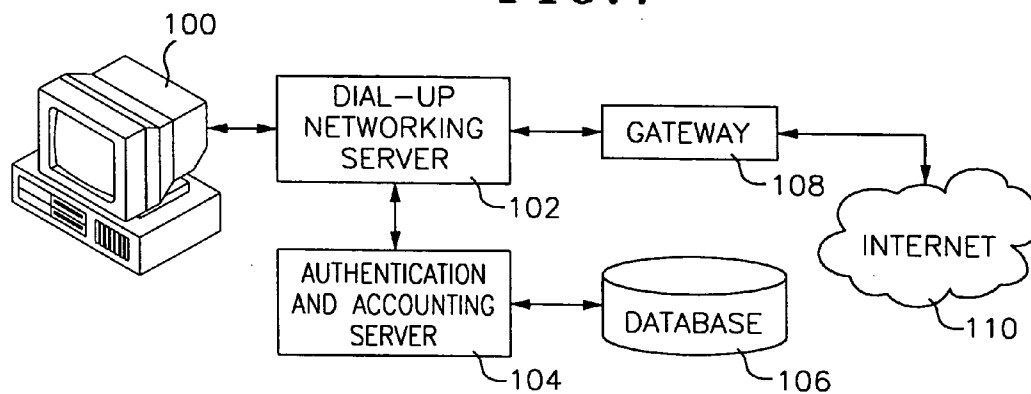 100
DIAL-UP
NETWORKING
SERVER
102
GATEWAY
108
INTERNET
110
AUTHENTICATION
AND ACCOUNTING
SERVER
104
DATABASE
106